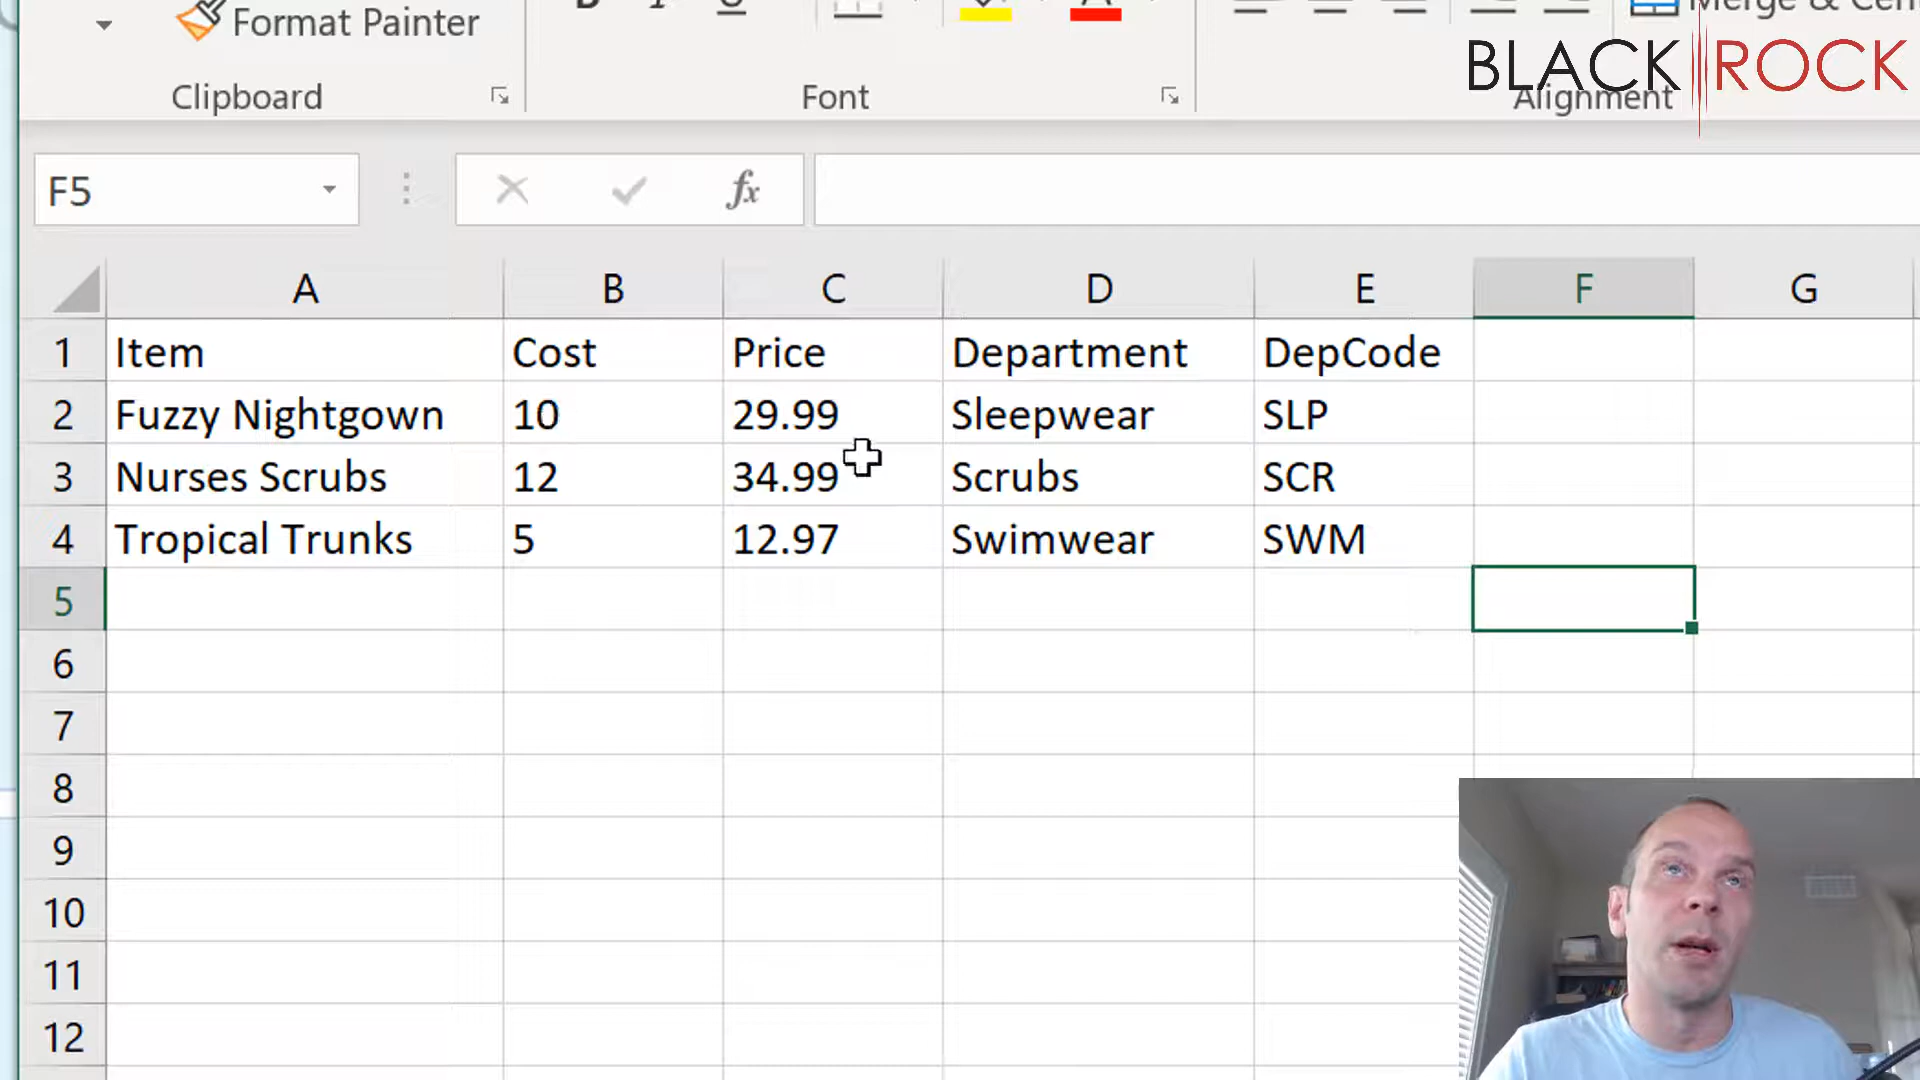 Format Painter
Merge & Cen
BLACK ROCK
Clipboard Font Alignment
F5 fx
A B C D E F G
1 Item Cost Price Department DepCode
2 Fuzzy Nightgown 10 29.99 Sleepwear SLP
3 Nurses Scrubs 12 34.99 Scrubs SCR
4 Tropical Trunks 5 12.97 Swimwear SWM
5
6
7
8
9
10
11
12